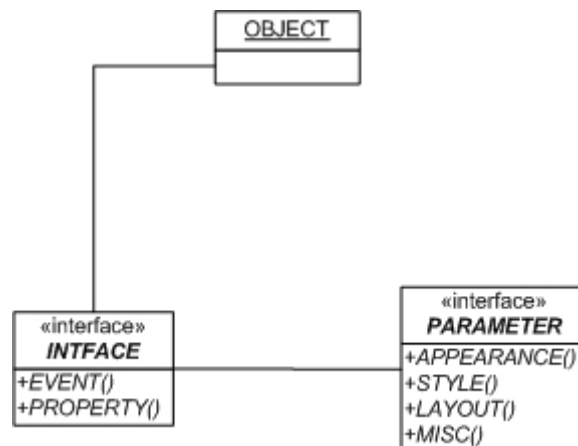 OBJECT
«interface»
INTFACE
+EVENT()
+PROPERTY()
«interface»
PARAMETER
+APPEARANCE()
+STYLE()
+LAYOUT()
+MISC()